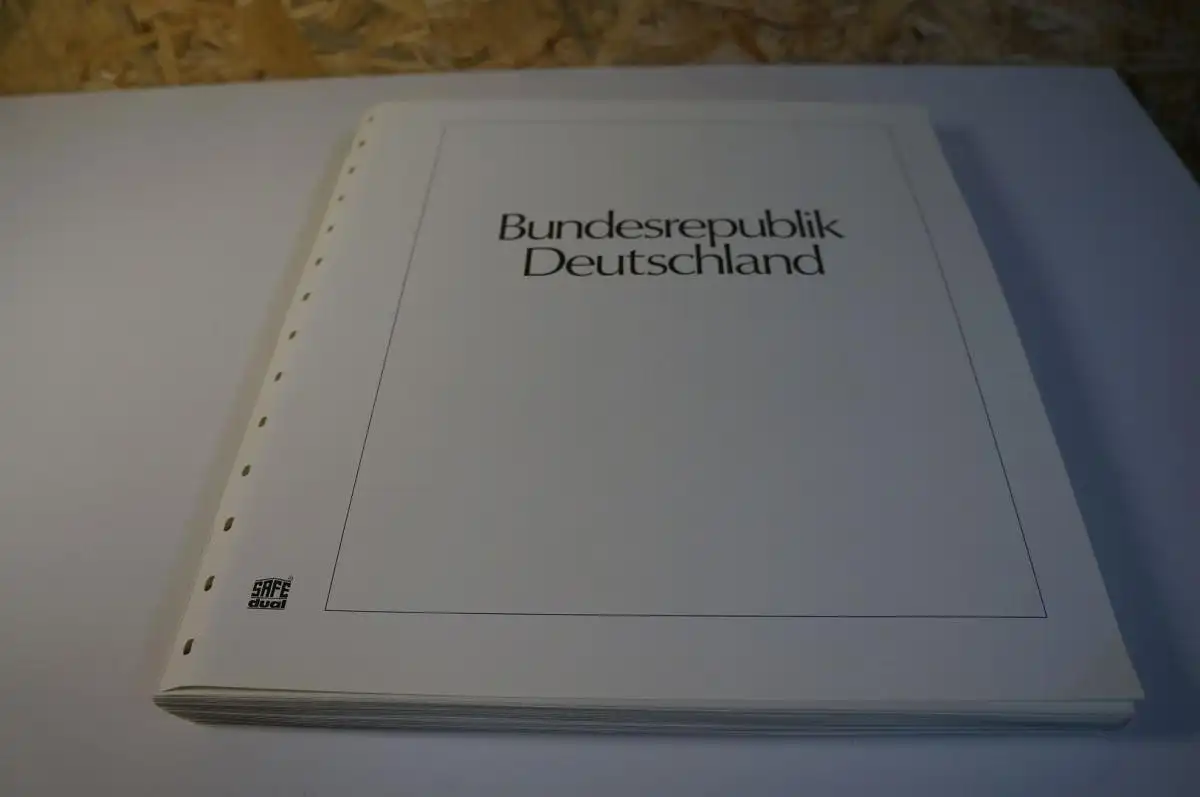 Bundesrepublik
Deutschland
SAFE®
dual